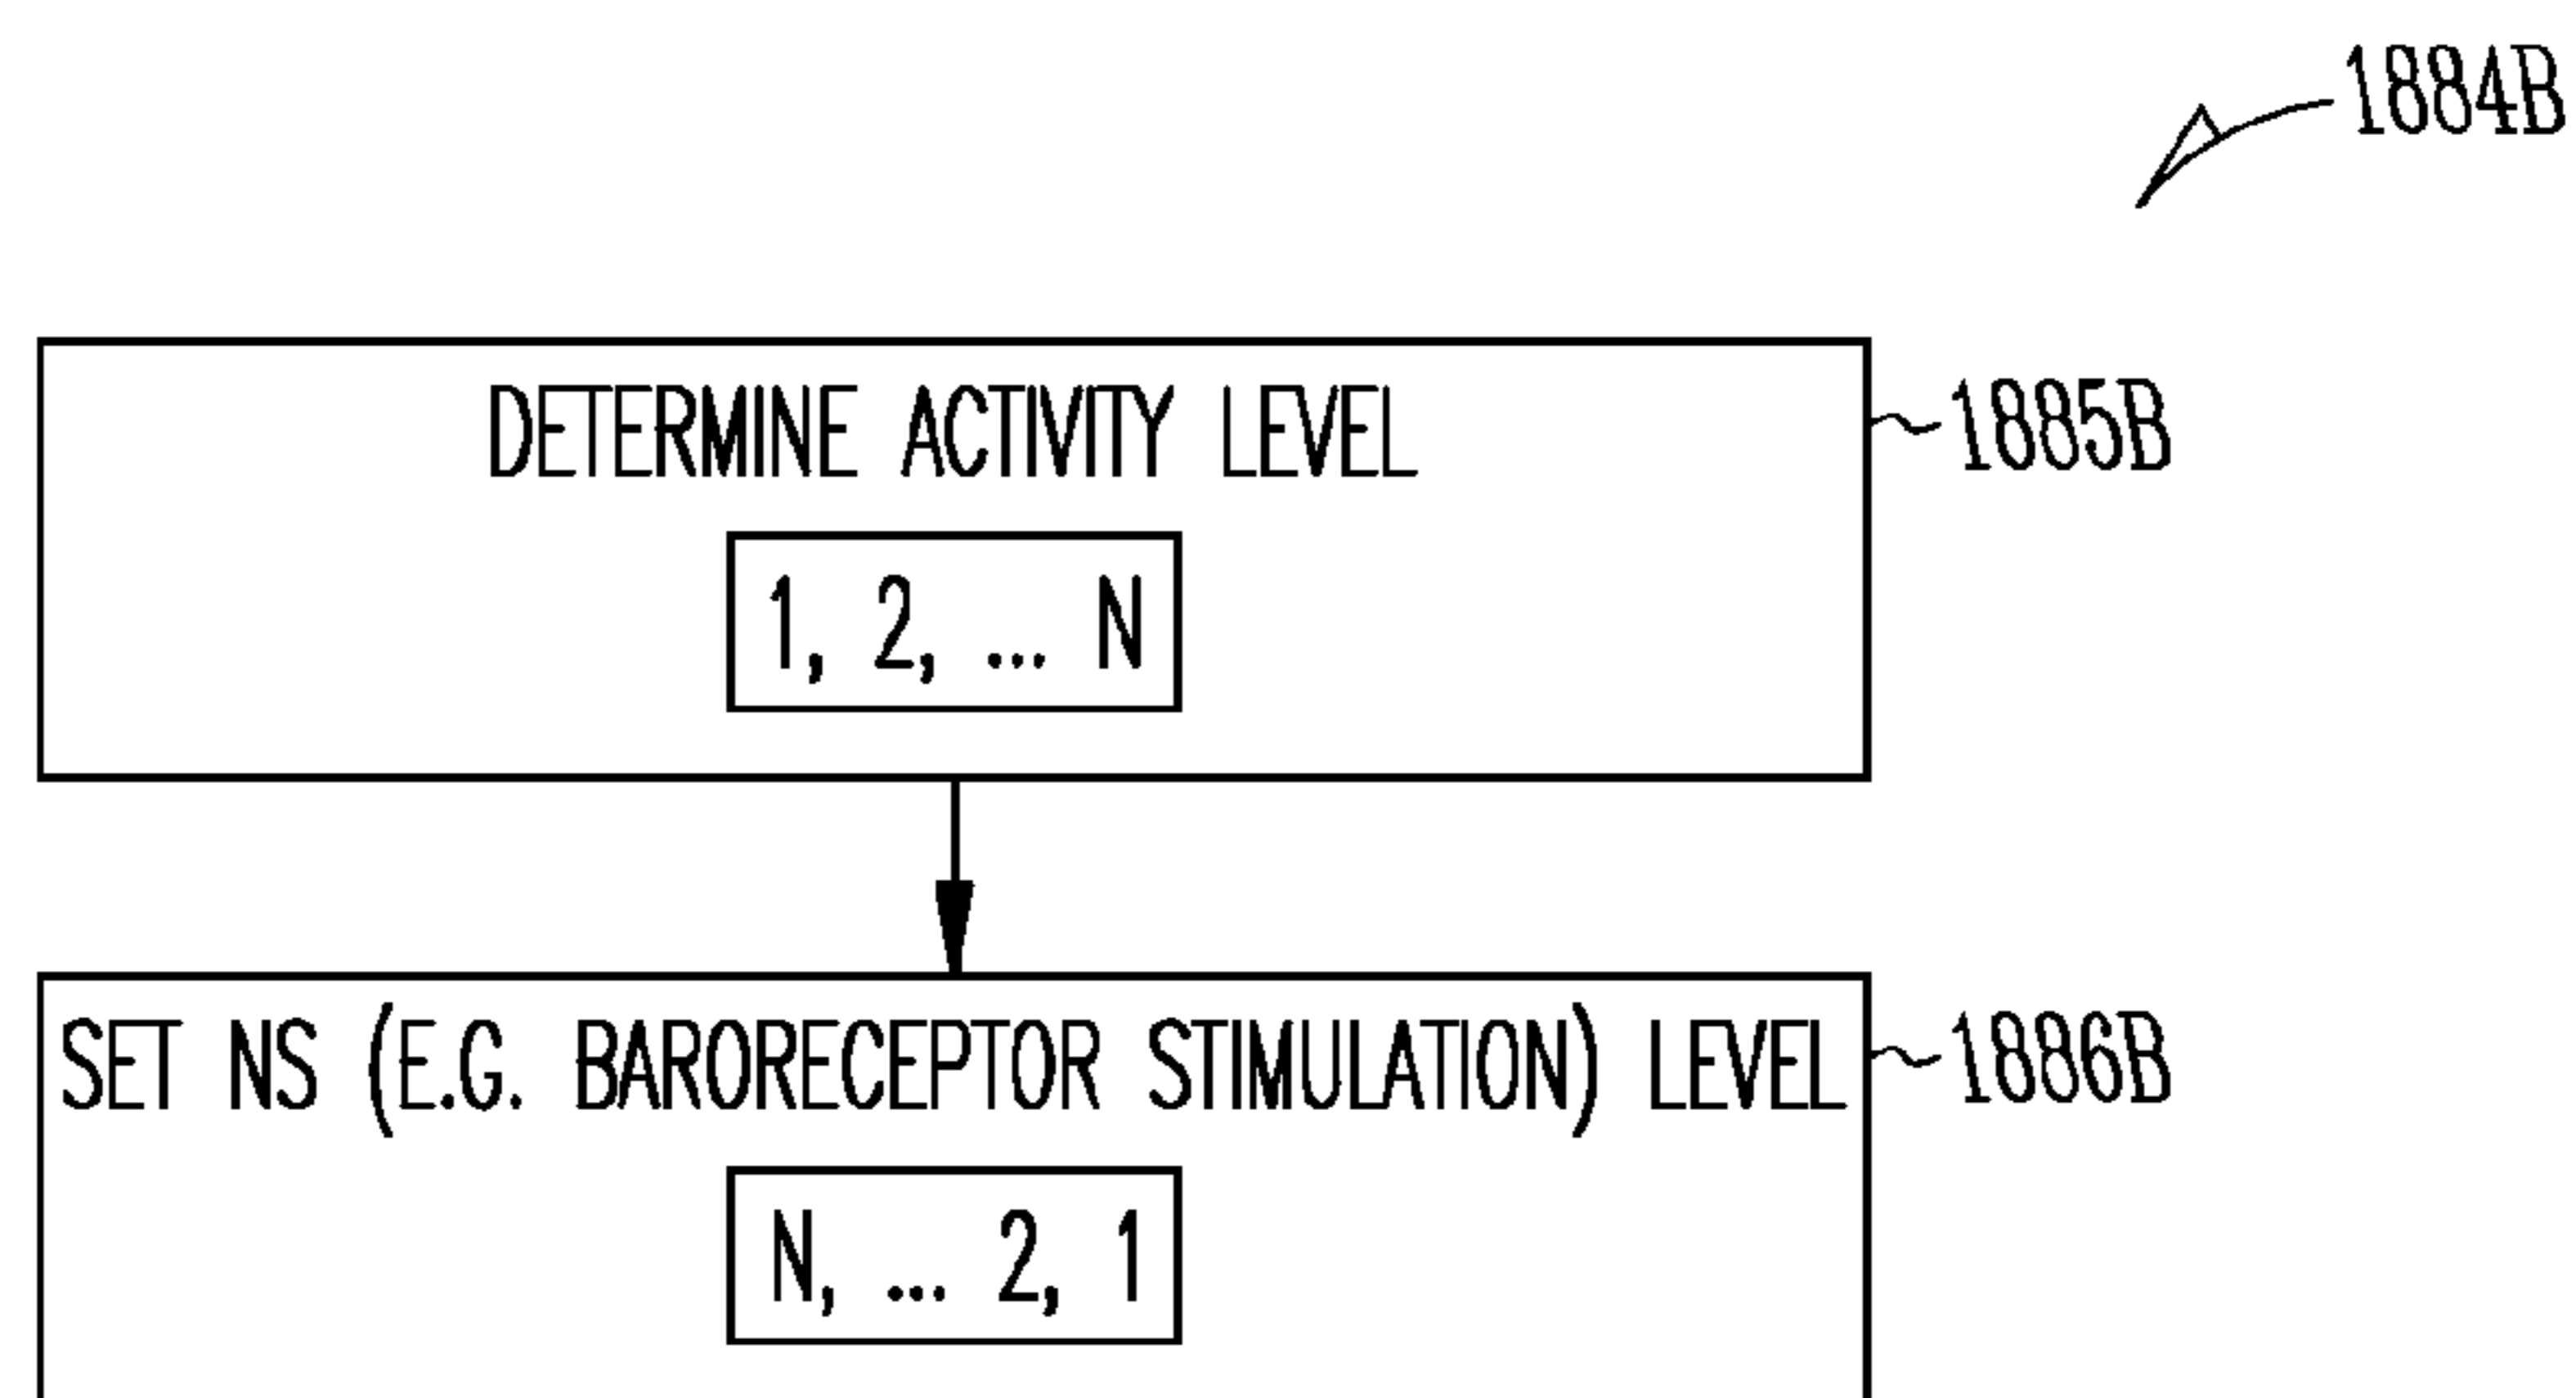 1884B
DETERMINE ACTIVITY LEVEL
1885B
1, 2, ... N
SET NS (E.G. BARORECEPTOR STIMULATION) LEVEL
1886B
N, ... 2, 1